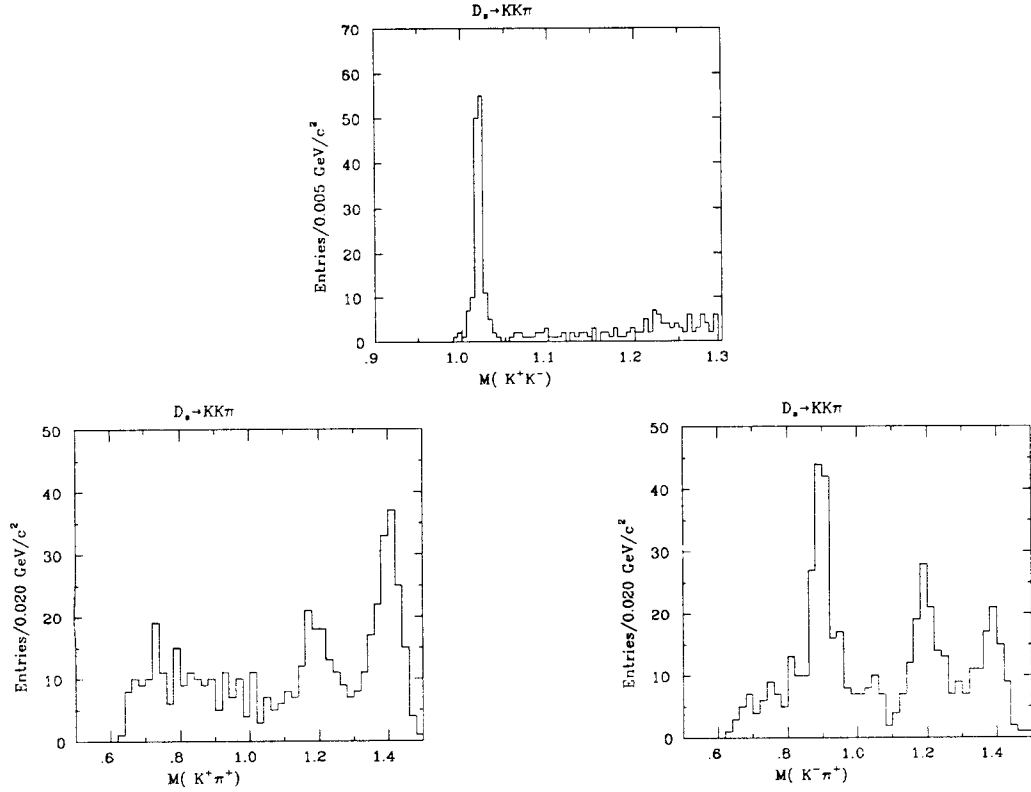 D_s→KKπ
70
60
50
40
30
20
10
0
Entries/0.005 GeV/c²
.9 1.0 1.1 1.2 1.3
M( K⁺K⁻)
D_s→KKπ
50
40
30
20
10
0
Entries/0.020 GeV/c²
.6 .8 1.0 1.2 1.4
M( K⁺π⁺)
D_s→KKπ
50
40
30
20
10
0
Entries/0.020 GeV/c²
.6 .8 1.0 1.2 1.4
M( K⁻π⁺)